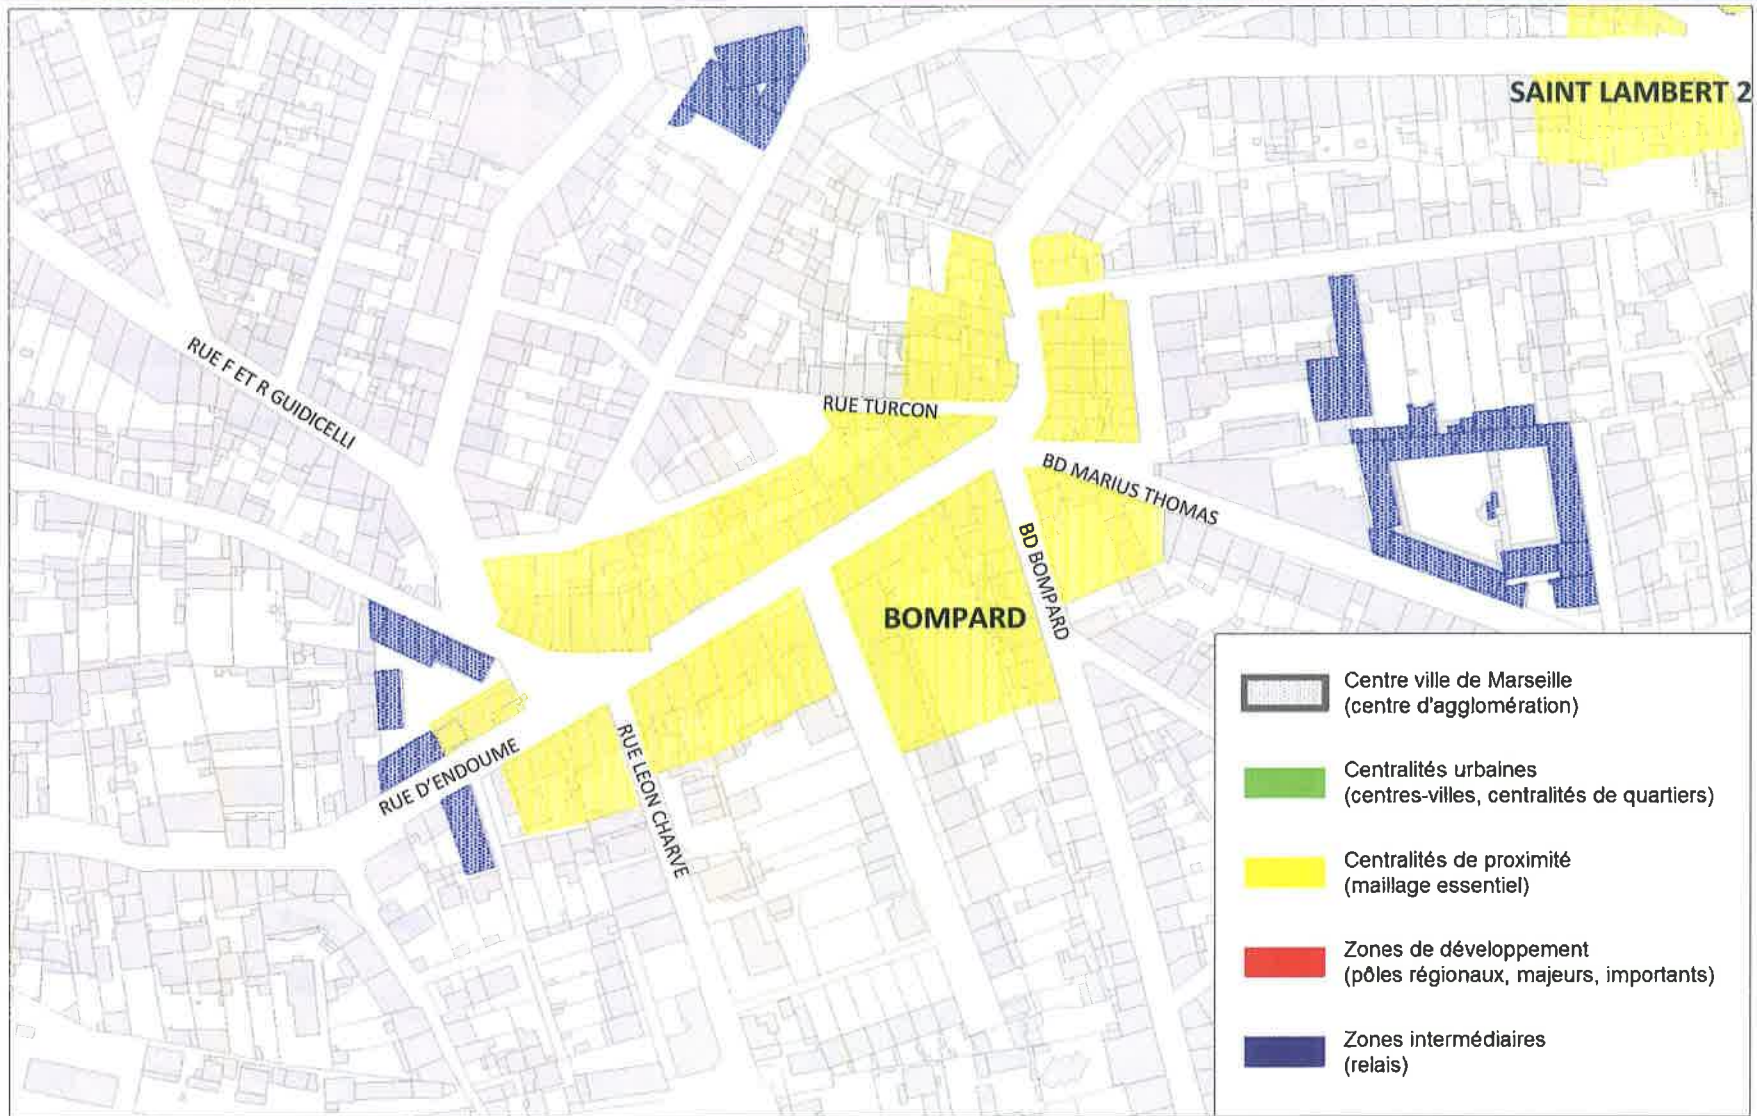 SAINT LAMBERT 2
RUE F ET R GUIDICELLI
RUE TURCON
BD MARIUS THOMAS
BD BOMPARD
BOMPARD
RUE D'ENDOUME
RUE LEON CHARVE
Centre ville de Marseille
(centre d'agglomération)
Centralités urbaines
(centres-villes, centralités de quartiers)
Centralités de proximité
(maillage essentiel)
Zones de développement
(pôles régionaux, majeurs, importants)
Zones intermédiaires
(relais)